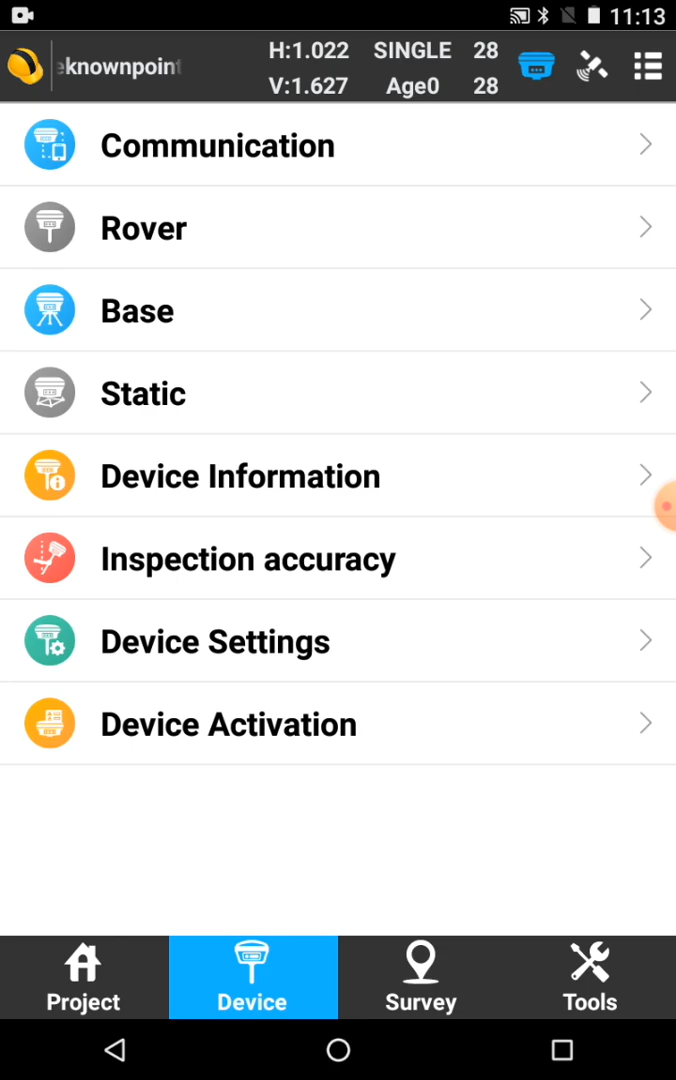 11:13
eknownpoint H:1.022 SINGLE 28
V:1.627 Age0 28
Communication
Rover
Base
Static
Device Information
Inspection accuracy
Device Settings
Device Activation
Project Device Survey Tools